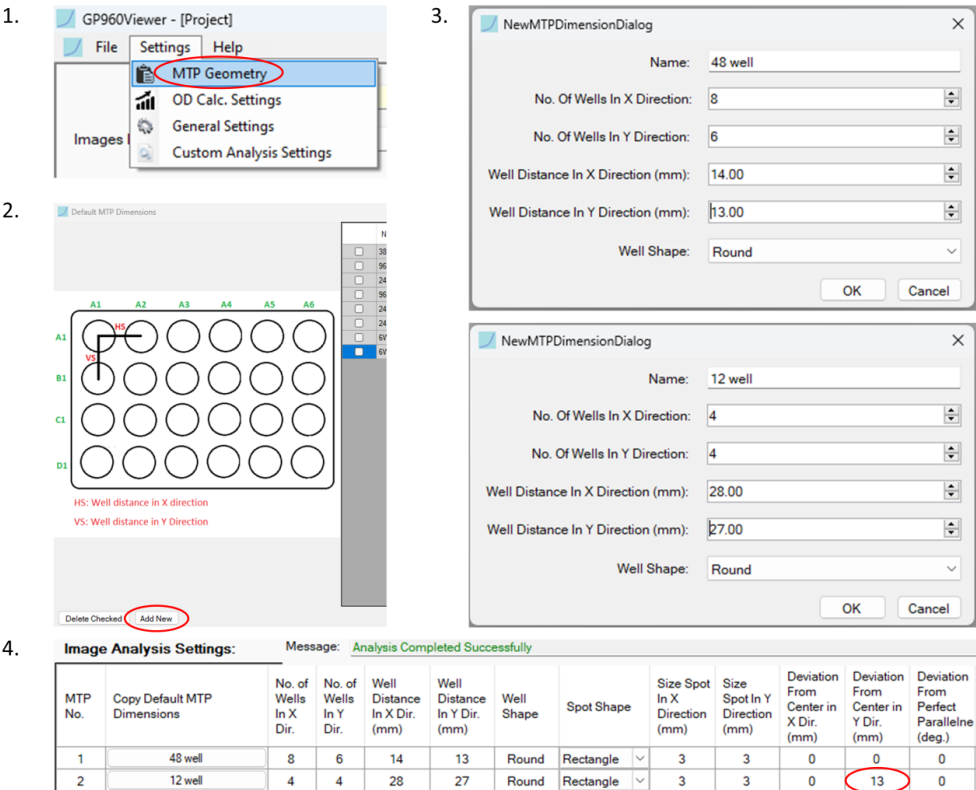 1.
GP960Viewer - [Project]
File Settings Help
MTP Geometry
OD Calc. Settings
General Settings
Custom Analysis Settings
Images
2.
Default MTP Dimensions
N
38
96
24
96
24
24
6W
6W
A1 A2 A3 A4 A5 A6
A1
HS
VS
B1
C1
D1
HS: Well distance in X direction
VS: Well distance in Y Direction
Delete Checked Add New
3.
NewMTPDimensionDialog
Name: 48 well
No. Of Wells In X Direction: 8
No. Of Wells In Y Direction: 6
Well Distance In X Direction (mm): 14.00
Well Distance In Y Direction (mm): 13.00
Well Shape: Round
OK Cancel
NewMTPDimensionDialog
Name: 12 well
No. Of Wells In X Direction: 4
No. Of Wells In Y Direction: 4
Well Distance In X Direction (mm): 28.00
Well Distance In Y Direction (mm): 27.00
Well Shape: Round
OK Cancel
4.
Image Analysis Settings: Message: Analysis Completed Successfully
MTP No. Copy Default MTP Dimensions No. of Wells In X Dir. No. of Wells In Y Dir. Well Distance In X Dir. (mm) Well Distance In Y Dir. (mm) Well Shape Spot Shape Size Spot In X Direction (mm) Size Spot In Y Direction (mm) Deviation From Center in X Dir. (mm) Deviation From Center in Y Dir. (mm) Deviation From Perfect Parallelne (deg.)
1 48 well 8 6 14 13 Round Rectangle 3 3 0 0 0
2 12 well 4 4 28 27 Round Rectangle 3 3 0 13 0